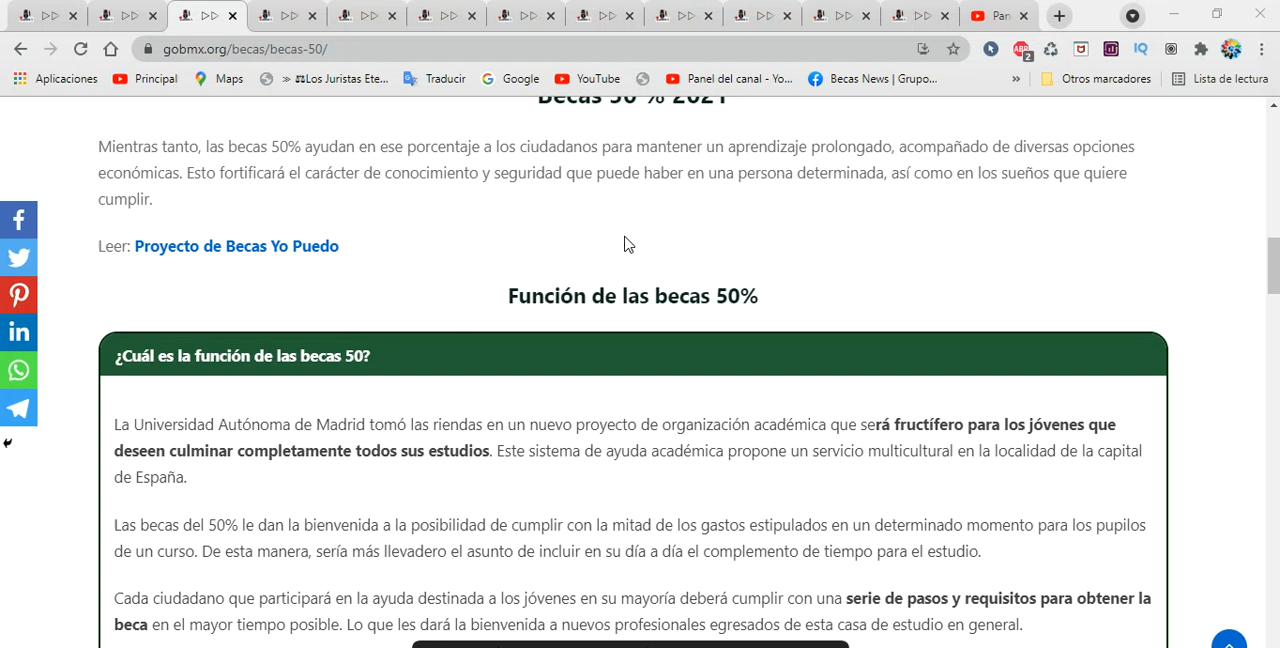 Pan
gobmx.org/becas/becas-50/
Aplicaciones
Principal
Maps
» ⚖Los Juristas Ete...
Traducir
Google
YouTube
Panel del canal - Yo...
Becas News | Grupo...
»
Otros marcadores
Lista de lectura
ABP
2
IQ
Becas 50 % 2021
Mientras tanto, las becas 50% ayudan en ese porcentaje a los ciudadanos para mantener un aprendizaje prolongado, acompañado de diversas opciones
económicas. Esto fortificará el carácter de conocimiento y seguridad que puede haber en una persona determinada, así como en los sueños que quiere
cumplir.
Leer: Proyecto de Becas Yo Puedo
Función de las becas 50%
¿Cuál es la función de las becas 50?
La Universidad Autónoma de Madrid tomó las riendas en un nuevo proyecto de organización académica que será fructífero para los jóvenes que
deseen culminar completamente todos sus estudios. Este sistema de ayuda académica propone un servicio multicultural en la localidad de la capital
de España.
Las becas del 50% le dan la bienvenida a la posibilidad de cumplir con la mitad de los gastos estipulados en un determinado momento para los pupilos
de un curso. De esta manera, sería más llevadero el asunto de incluir en su día a día el complemento de tiempo para el estudio.
Cada ciudadano que participará en la ayuda destinada a los jóvenes en su mayoría deberá cumplir con una serie de pasos y requisitos para obtener la
beca en el mayor tiempo posible. Lo que les dará la bienvenida a nuevos profesionales egresados de esta casa de estudio en general.